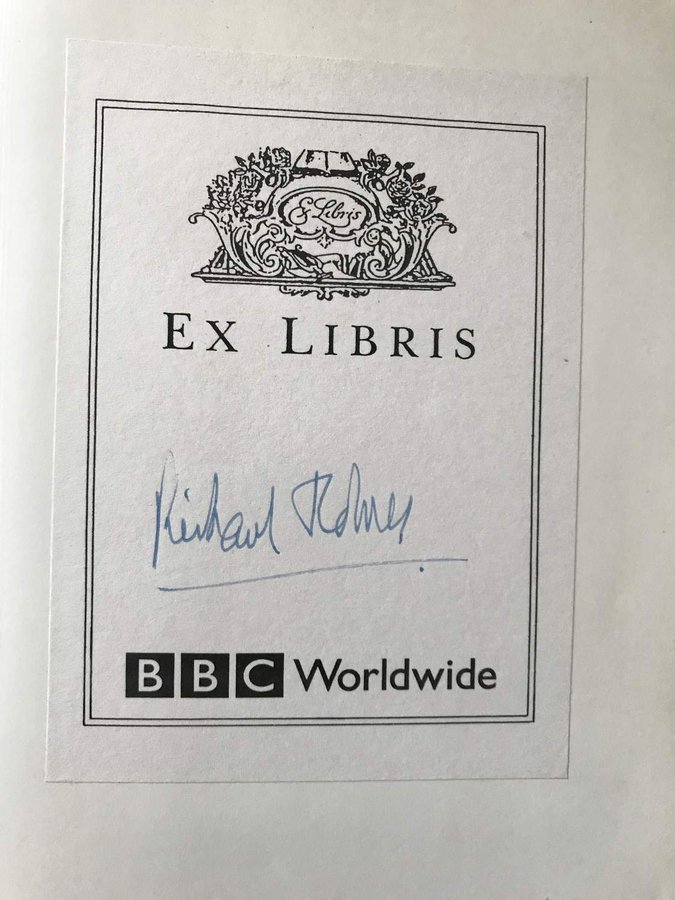 Ex Libris
EX LIBRIS
Richard Holmes
BBC Worldwide